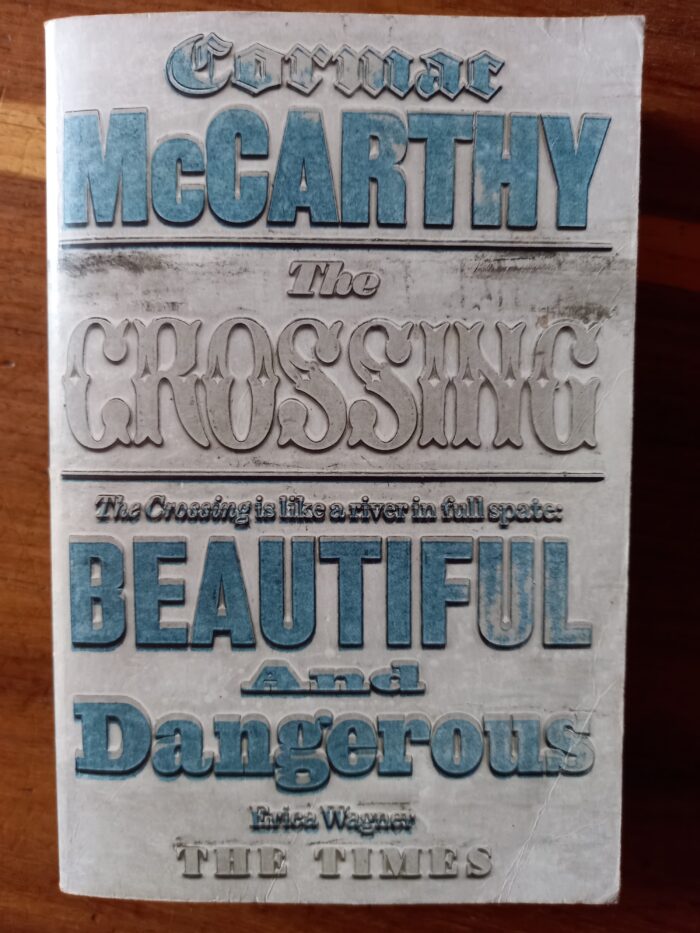 Cormac
McCARTHY
The
CROSSING
The Crossing is like a river in full spate:
BEAUTIFUL
And
Dangerous
Erica Wagner
THE TIMES